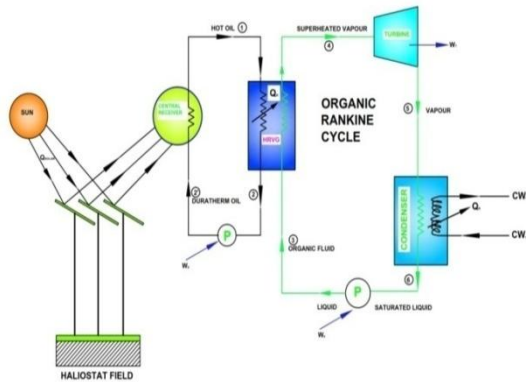 HOT OIL ①
SUPERHEATED VAPOUR
④
TURBINE
SUN
CENTRAL
RECEIVER
HRVG
ORGANIC
RANKINE
CYCLE
⑤
VAPOUR
②
DURATHERM OIL
P
③
ORGANIC FLUID
CONDENSER
CW
CW
⑥
LIQUID
P
SATURATED LIQUID
HALIOSTAT FIELD